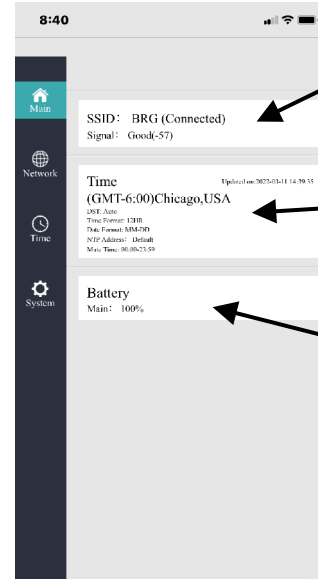 8:40
Main
SSID: BRG (Connected)
Signal: Good(-57)
Network
Time
Updated on:2022-03-11 14:39:35
(GMT-6:00)Chicago,USA
DST: Auto
Time Format: 12HR
Date Format: MM-DD
NTP Address: Default
Mute Time: 00:00-23:59
Time
Battery
Main: 100%
System